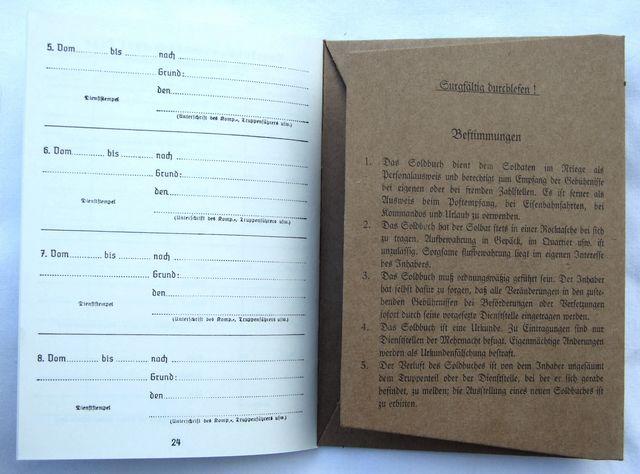 5. Vom .......... bis .......... nach ..........
.......... Grund: ..........
den ..........
Dienststempel
(Unterschrift des Komp., Truppenführers usw.)
6. Vom .......... bis .......... nach ..........
.......... Grund: ..........
den ..........
Dienststempel
(Unterschrift des Komp., Truppenführers usw.)
7. Vom .......... bis .......... nach ..........
.......... Grund: ..........
den ..........
Dienststempel
(Unterschrift des Komp., Truppenführers usw.)
8. Vom .......... bis .......... nach ..........
.......... Grund: ..........
den ..........
Dienststempel
(Unterschrift des Komp., Truppenführers usw.)
24
Surgfältig durchlesen !
Bestimmungen
1. Das Soldbuch dient dem Soldaten im Kriege als
Personalausweis und berechtigt zum Empfang der Gebühnisse
bei eigenen oder bei fremden Zahlstellen. Es ist ferner als
Ausweis beim Postempfang, bei Eisenbahnfahrten, bei
Kommandos und Urlaub zu verwenden.
2. Das Soldbuch hat der Solbat stets in einer Rocktasche bei sich
zu tragen. Aufbewahrung in Gepäck, im Quartier usw. ist
unzulässig. Sorgsame Aufbewahrung liegt im eigenen Interesse
des Inhabers.
3. Das Soldbuch muß ordnungsmäßig geführt sein. Der Inhaber
hat selbst dafür zu sorgen, daß alle Veränderungen in den zuste-
henden Gebührnissen bei Beförderungen oder Versetzungen
sofort durch seine vorgesetzte Dienststelle eingetragen werden.
4. Das Soldbuch ist eine Urkunde. Zu Eintragungen sind nur
Dienststellen der Wehrmacht befugt. Eigenmächtige Änderungen
werden als Urkundenfälschung bestraft.
5. Der Verlust des Soldbuches ist von dem Inhaber ungesäumt
dem Truppenteil oder der Dienststelle, bei der er sich gerade
befindet, zu melden; die Ausstellung eines neuen Soldbuches ist
zu erbitten.